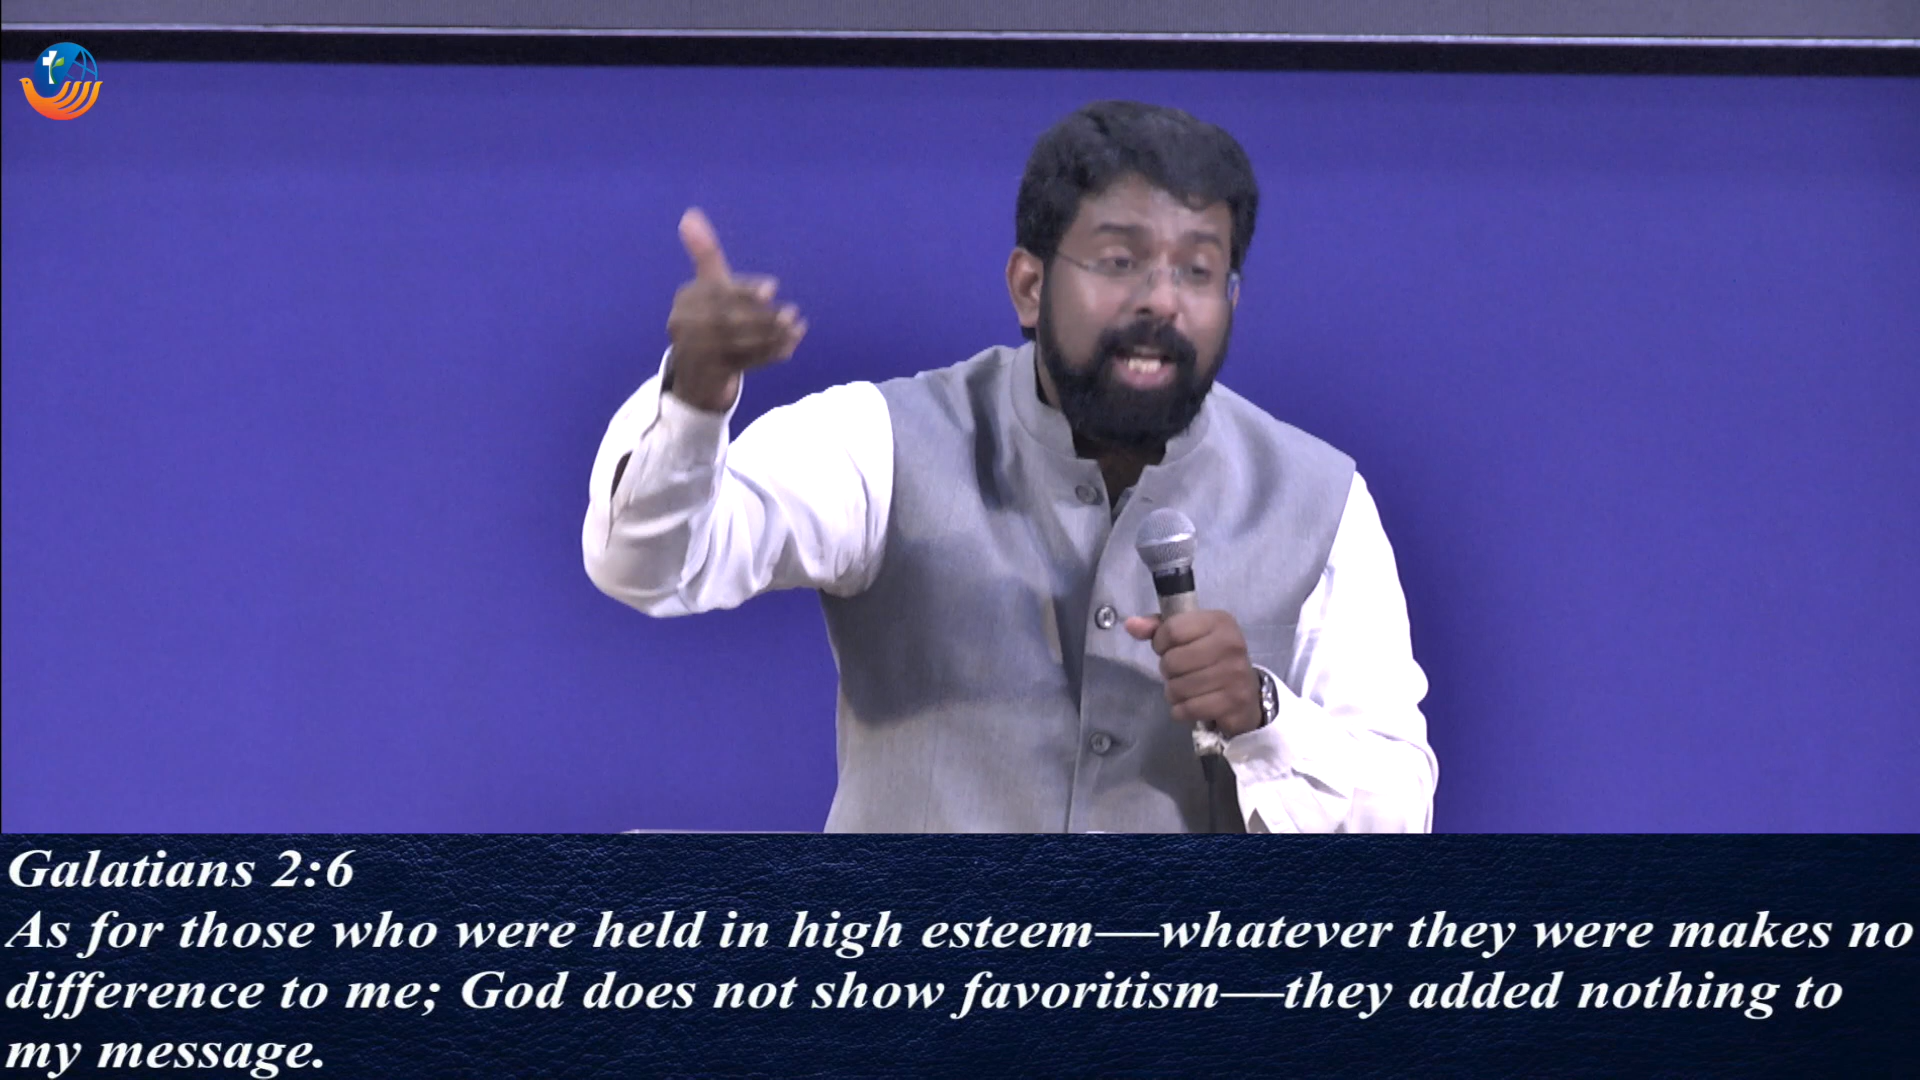 Galatians 2:6
As for those who were held in high esteem—whatever they were makes no
difference to me; God does not show favoritism—they added nothing to
my message.